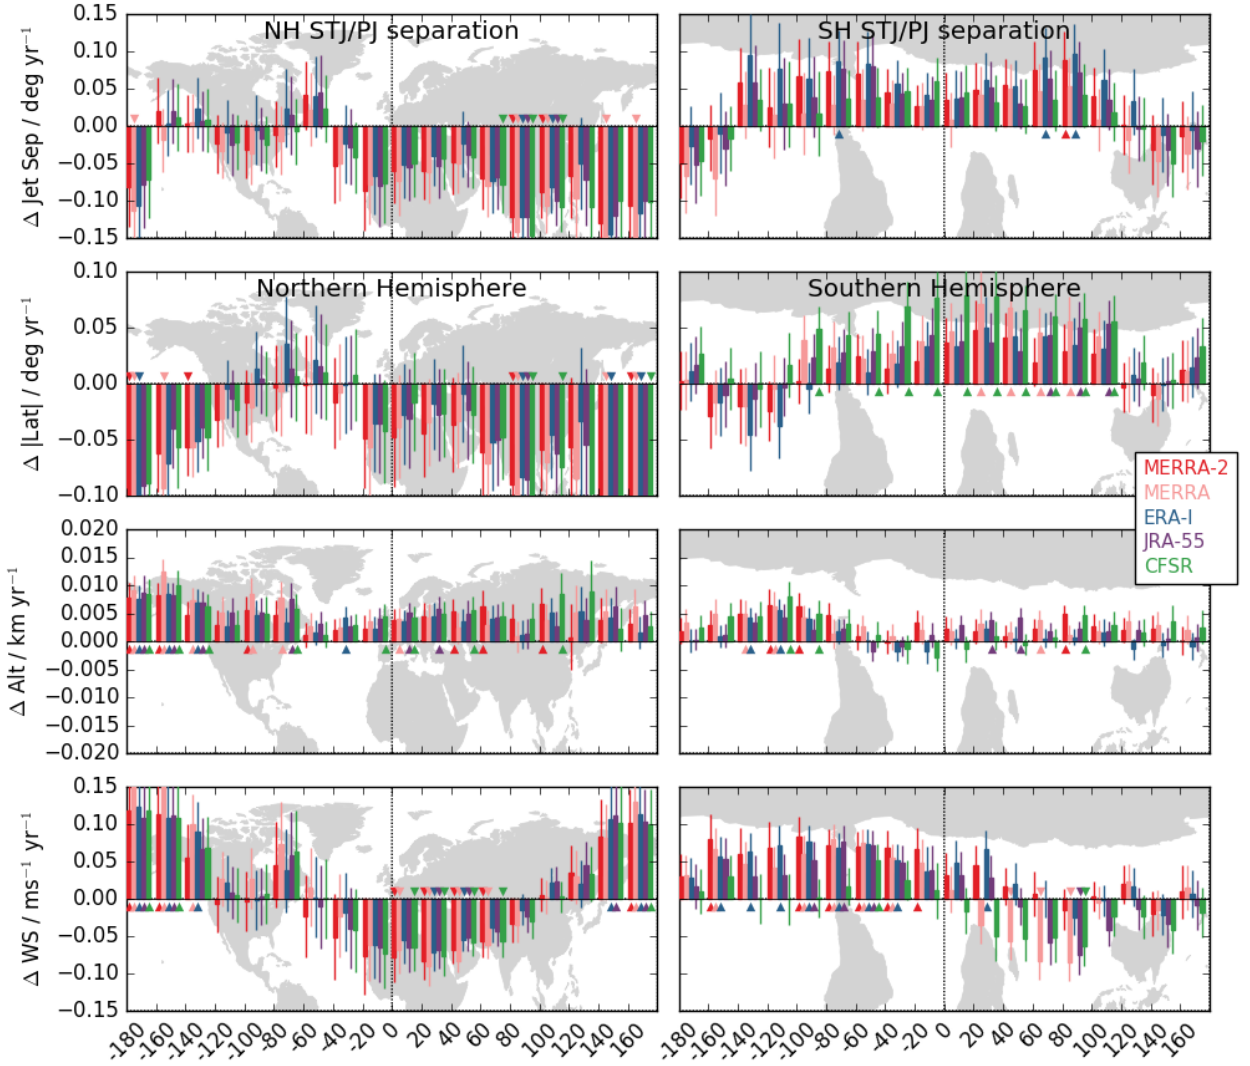 NH STJ/PJ separation
SH STJ/PJ separation
Δ Jet Sep / deg yr⁻¹
0.15
0.10
0.05
0.00
−0.05
−0.10
−0.15
Northern Hemisphere
Southern Hemisphere
Δ |Lat| / deg yr⁻¹
0.10
0.05
0.00
−0.05
−0.10
MERRA-2
MERRA
ERA-I
JRA-55
CFSR
Δ Alt / km yr⁻¹
0.020
0.015
0.010
0.005
0.000
−0.005
−0.010
−0.015
−0.020
Δ WS / ms⁻¹ yr⁻¹
0.15
0.10
0.05
0.00
−0.05
−0.10
−0.15
-180 -160 -140 -120 -100 -80 -60 -40 -20 0 20 40 60 80 100 120 140 160
-180 -160 -140 -120 -100 -80 -60 -40 -20 0 20 40 60 80 100 120 140 160